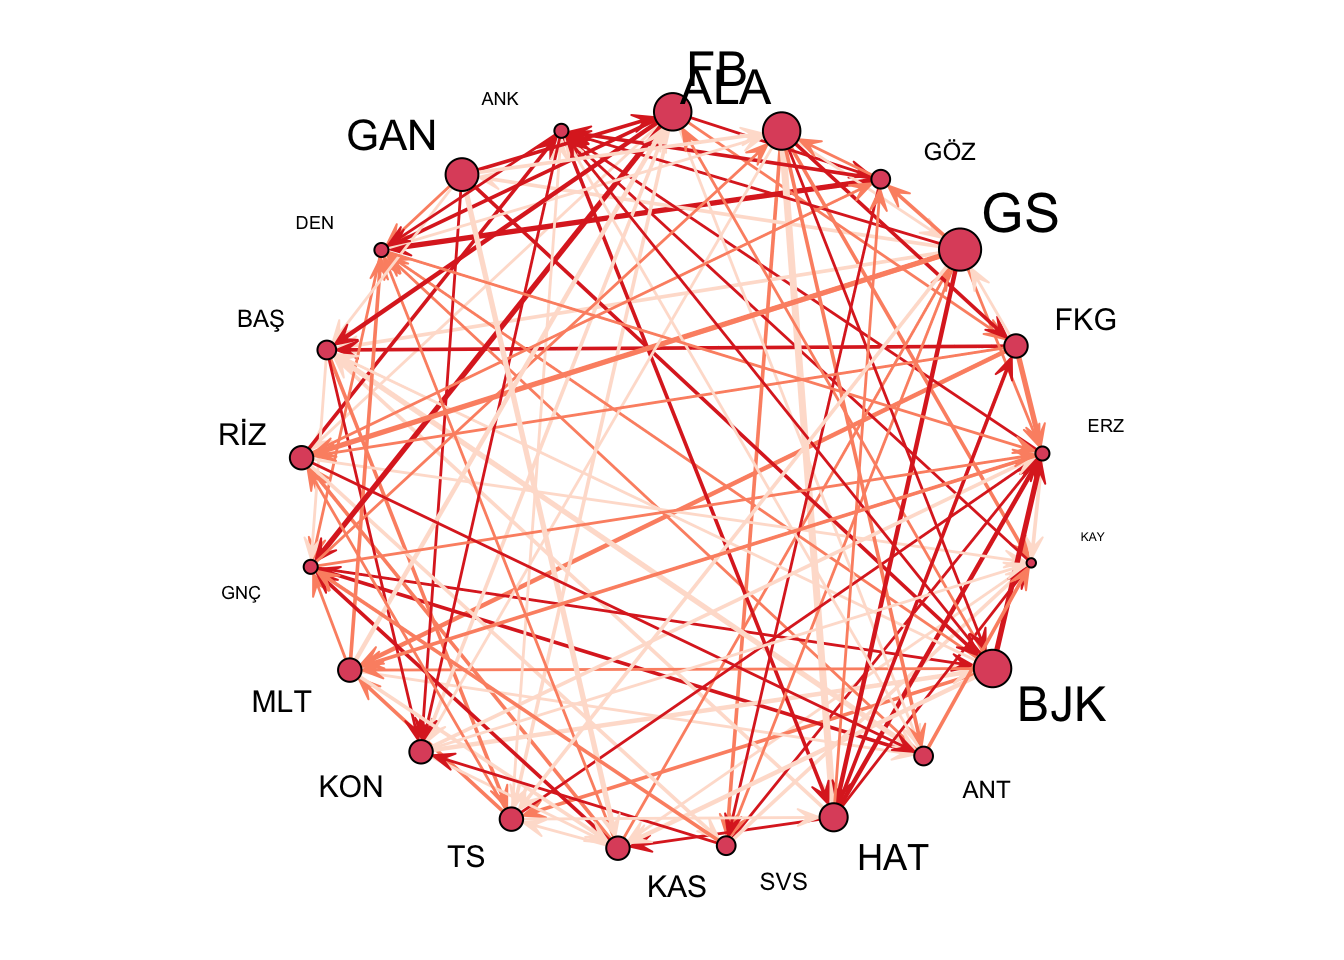 FB
ALA
ANK
GAN
GÖZ
GS
DEN
BAŞ
FKG
RİZ
ERZ
KAY
GNÇ
MLT
BJK
KON
ANT
TS
HAT
KAS
SVS